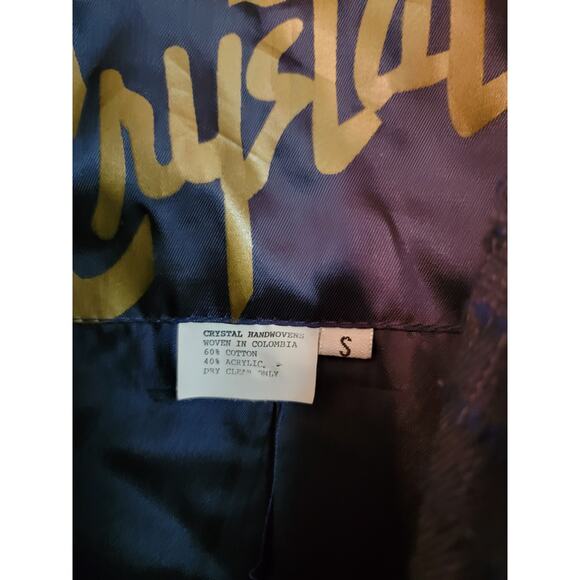 Crystal
CRYSTAL HANDWOVENS
WOVEN IN COLOMBIA
60% COTTON
40% ACRYLIC
DRY CLEAN ONLY
S